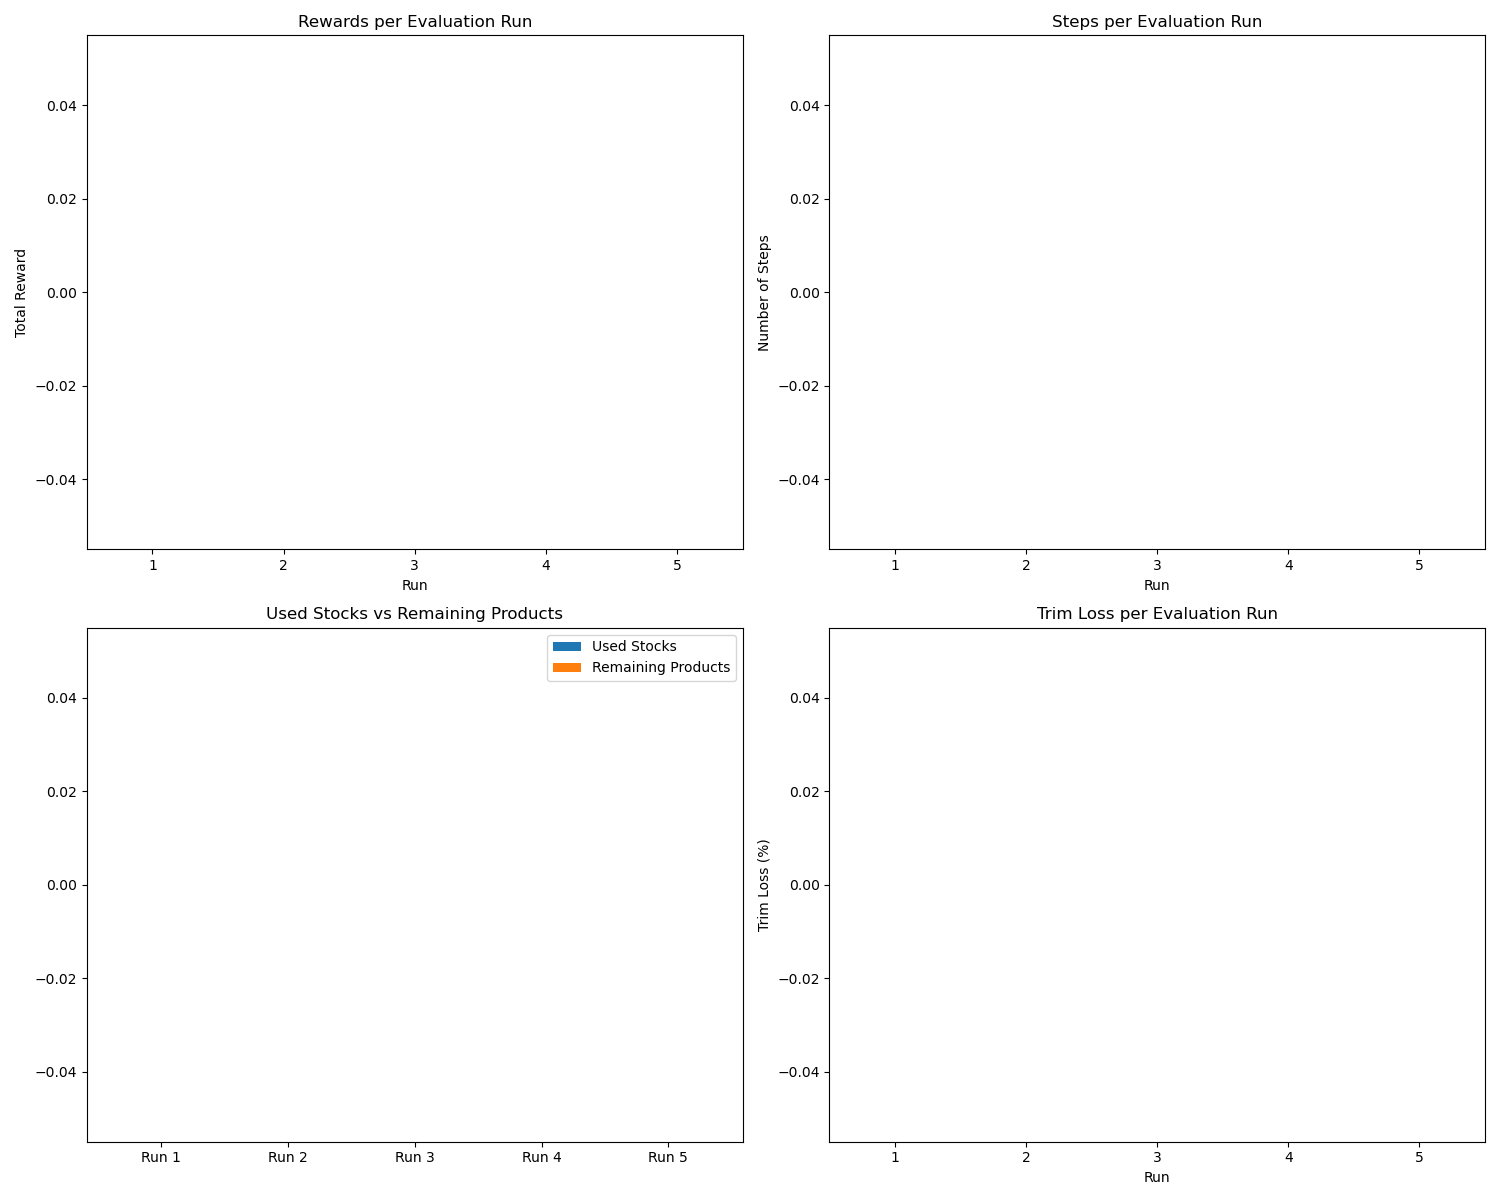 Rewards per Evaluation Run
0.04
0.02
0.00
−0.02
−0.04
Total Reward
1 2 3 4 5
Run
Steps per Evaluation Run
0.04
0.02
0.00
−0.02
−0.04
Number of Steps
1 2 3 4 5
Run
Used Stocks vs Remaining Products
Used Stocks
Remaining Products
0.04
0.02
0.00
−0.02
−0.04
Run 1 Run 2 Run 3 Run 4 Run 5
Trim Loss per Evaluation Run
0.04
0.02
0.00
−0.02
−0.04
Trim Loss (%)
1 2 3 4 5
Run